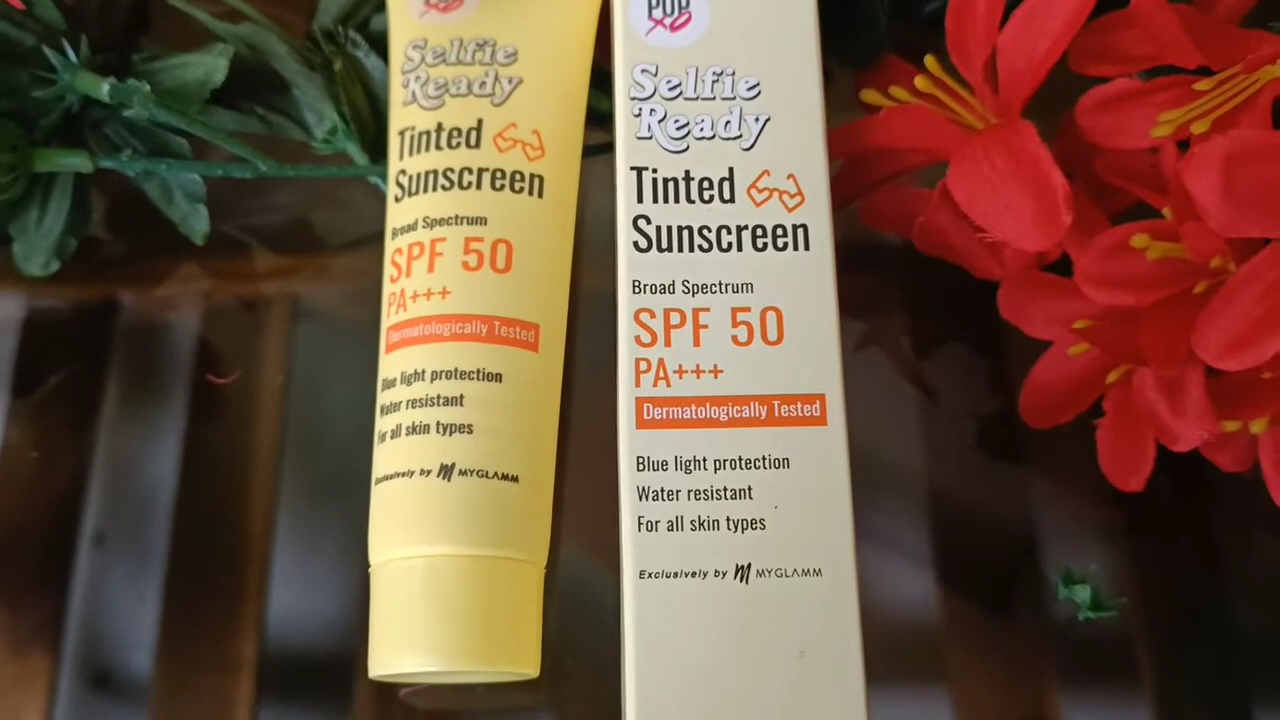 Selfie
Ready
Tinted
Sunscreen
Broad Spectrum
SPF 50
PA+++
Dermatologically Tested
Blue light protection
Water resistant
For all skin types
Exclusively by MYGLAMM
POP
XO
Selfie
Ready
Tinted
Sunscreen
Broad Spectrum
SPF 50
PA+++
Dermatologically Tested
Blue light protection
Water resistant
For all skin types
Exclusively by MYGLAMM